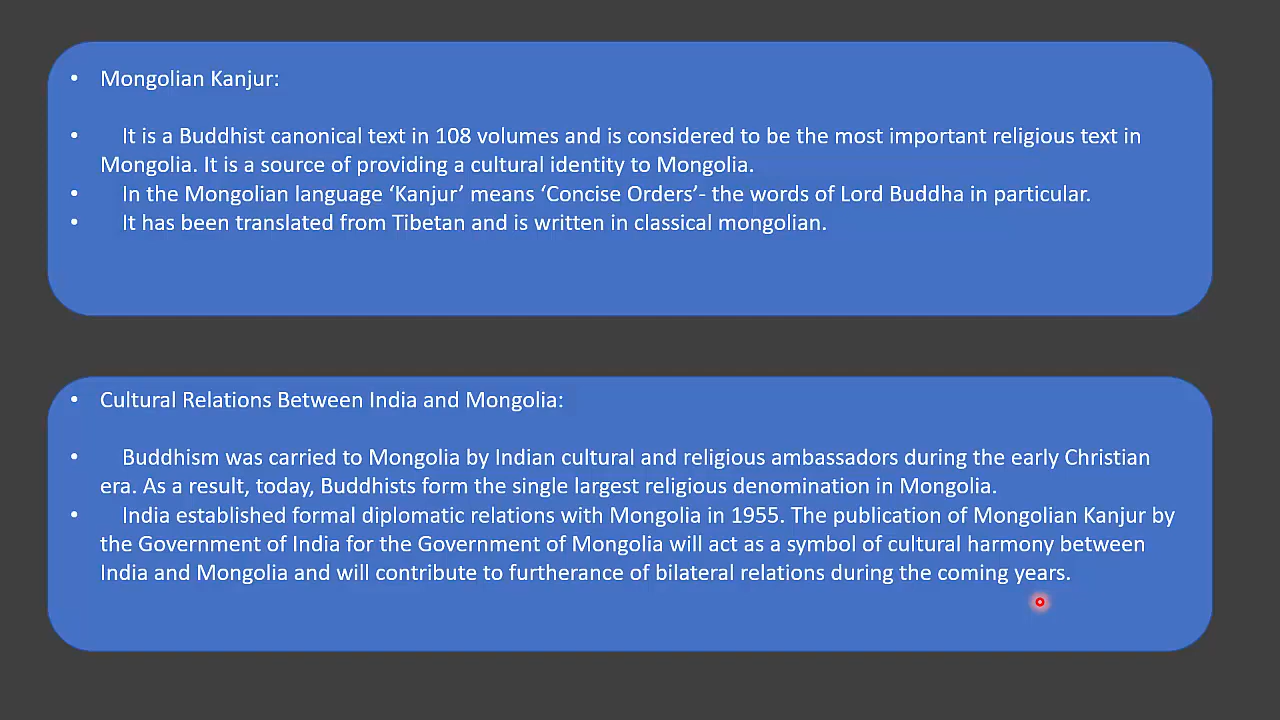 • Mongolian Kanjur:
• It is a Buddhist canonical text in 108 volumes and is considered to be the most important religious text in
Mongolia. It is a source of providing a cultural identity to Mongolia.
• In the Mongolian language ‘Kanjur’ means ‘Concise Orders’- the words of Lord Buddha in particular.
• It has been translated from Tibetan and is written in classical mongolian.
• Cultural Relations Between India and Mongolia:
• Buddhism was carried to Mongolia by Indian cultural and religious ambassadors during the early Christian
era. As a result, today, Buddhists form the single largest religious denomination in Mongolia.
• India established formal diplomatic relations with Mongolia in 1955. The publication of Mongolian Kanjur by
the Government of India for the Government of Mongolia will act as a symbol of cultural harmony between
India and Mongolia and will contribute to furtherance of bilateral relations during the coming years.